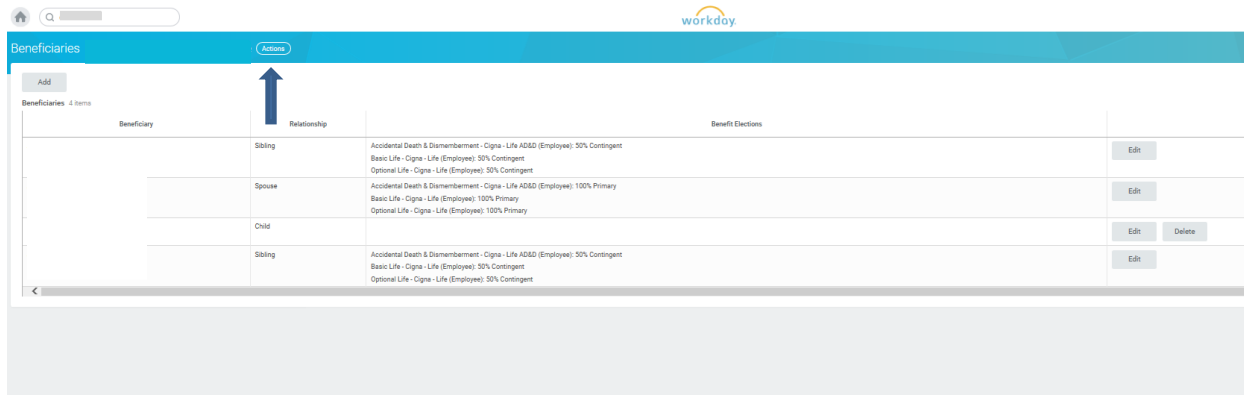 workday.
Beneficiaries
Actions
Add
Beneficiaries 4 items
Beneficiary Relationship Benefit Elections
Sibling Accidental Death & Dismemberment - Cigna - Life AD&D (Employee): 50% Contingent Edit
Basic Life - Cigna - Life (Employee): 50% Contingent
Optional Life - Cigna - Life (Employee): 50% Contingent
Spouse Accidental Death & Dismemberment - Cigna - Life AD&D (Employee): 100% Primary Edit
Basic Life - Cigna - Life (Employee): 100% Primary
Optional Life - Cigna - Life (Employee): 100% Primary
Child Edit Delete
Sibling Accidental Death & Dismemberment - Cigna - Life AD&D (Employee): 50% Contingent Edit
Basic Life - Cigna - Life (Employee): 50% Contingent
Optional Life - Cigna - Life (Employee): 50% Contingent